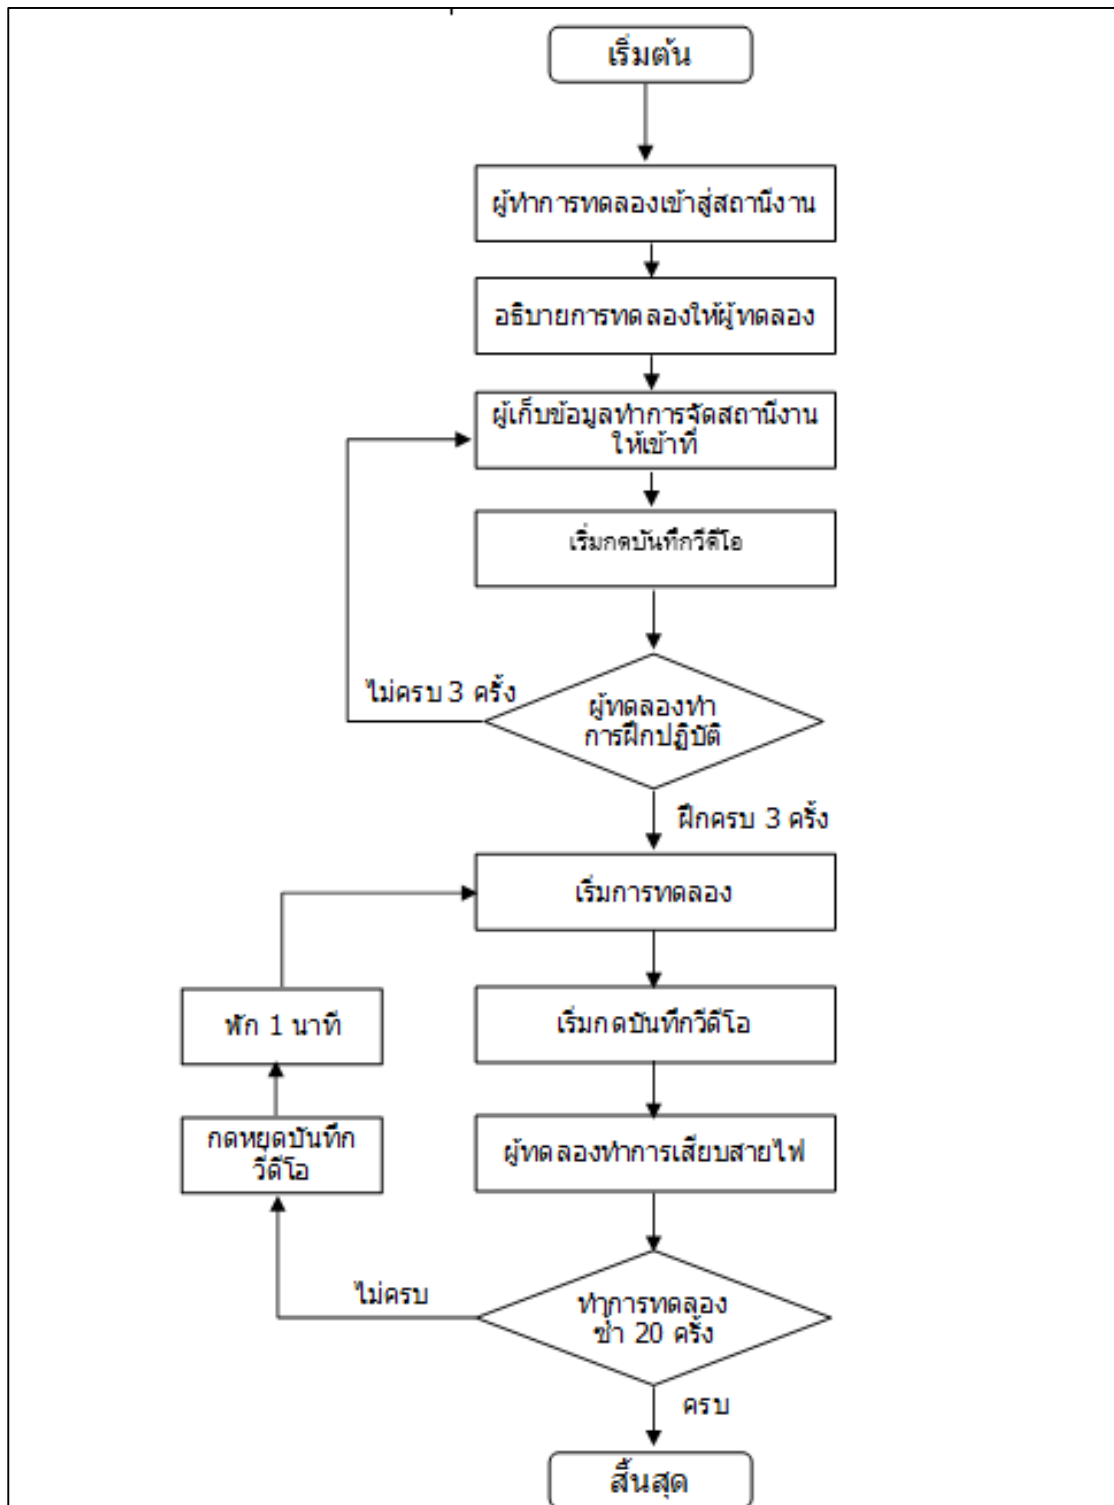 เริ่มต้น
ผู้ทำการทดลองเข้าสู่สถานีงาน
อธิบายการทดลองให้ผู้ทดลอง
ผู้เก็บข้อมูลทำการจัดสถานีงาน
ให้เข้าที่
เริ่มกดบันทึกวีดีโอ
ไม่ครบ 3 ครั้ง
ผู้ทดลองทำ
การฝึกปฏิบัติ
ฝึกครบ 3 ครั้ง
เริ่มการทดลอง
พัก 1 นาที
เริ่มกดบันทึกวีดีโอ
กดหยุดบันทึก
วีดีโอ
ผู้ทดลองทำการเสียบสายไฟ
ไม่ครบ
ทำการทดลอง
ซ้ำ 20 ครั้ง
ครบ
สิ้นสุด